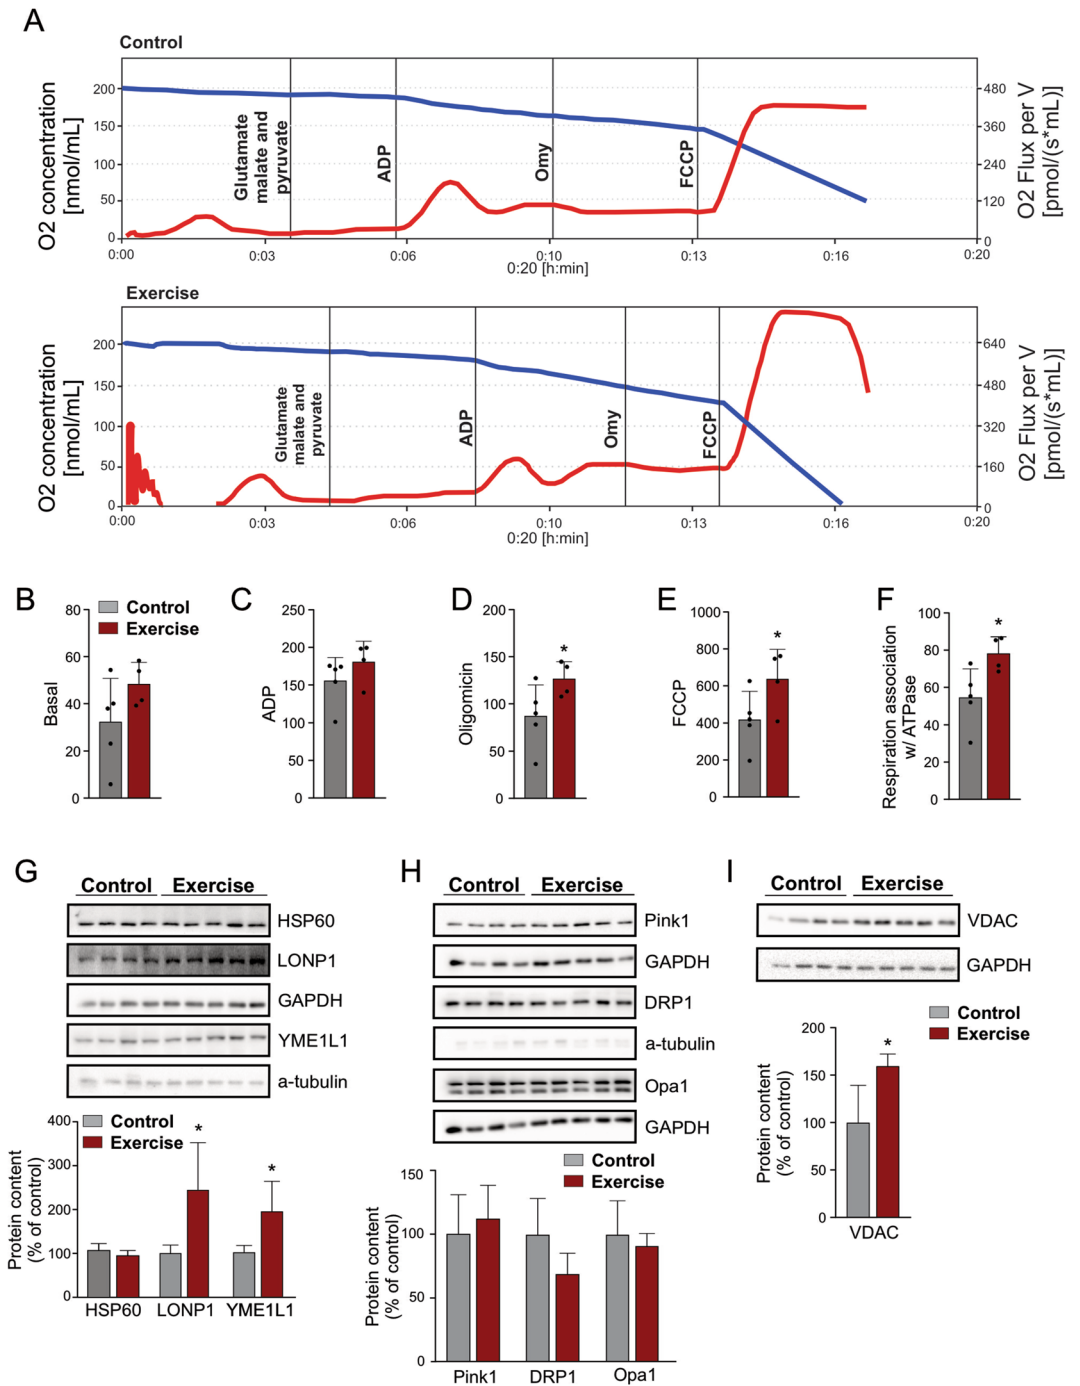 A
Control
O2 concentration
[nmol/mL]
200
150
100
50
0
Glutamate
malate and
pyruvate
ADP
Omy
FCCP
480
360
240
120
0
O2 Flux per V
[pmol/(s*mL)]
0:00
0:03
0:06
0:10
0:13
0:16
0:20
0:20 [h:min]
Exercise
O2 concentration
[nmol/mL]
200
150
100
50
0
Glutamate
malate and
pyruvate
ADP
Omy
FCCP
640
480
320
160
0
O2 Flux per V
[pmol/(s*mL)]
0:00
0:03
0:06
0:10
0:13
0:16
0:20
0:20 [h:min]
B
Control
Exercise
Basal
80
60
40
20
0
C
ADP
250
200
150
100
50
0
D
Oligomicin
200
150
100
50
0
*
E
FCCP
1000
800
600
400
200
0
*
F
Respiration association
w/ ATPase
100
80
60
40
20
0
*
G
Control Exercise
HSP60
LONP1
GAPDH
YME1L1
a-tubulin
Control
Exercise
Protein content
(% of control)
400
300
200
100
0
*
*
HSP60 LONP1 YME1L1
H
Control Exercise
Pink1
GAPDH
DRP1
a-tubulin
Opa1
GAPDH
Control
Exercise
Protein content
(% of control)
150
100
50
0
Pink1 DRP1 Opa1
I
Control Exercise
VDAC
GAPDH
Control
Exercise
Protein content
(% of control)
200
150
100
50
0
*
VDAC